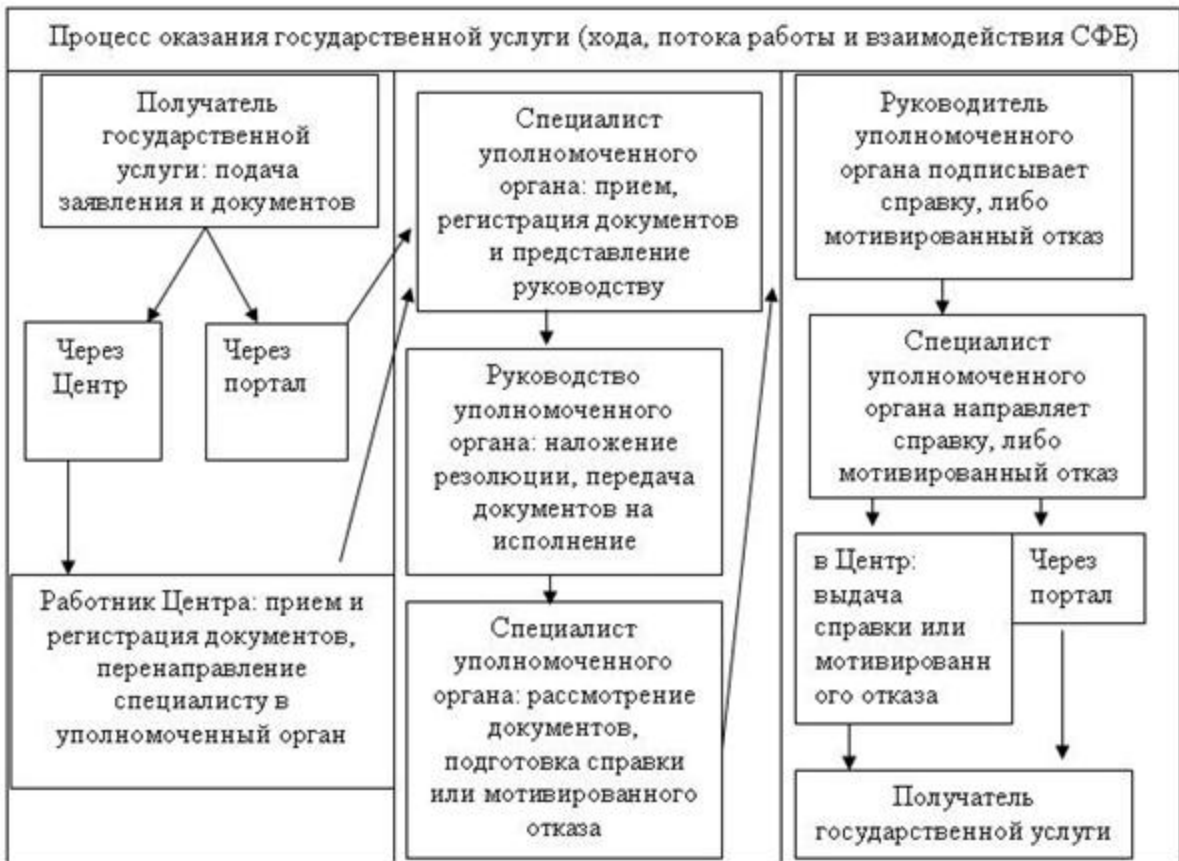 Процесс оказания государственной услуги (хода, потока работы и взаимодействия СФЕ)
Получатель
государственной
услуги: подача
заявления и документов
Через
Центр
Через
портал
Работник Центра: прием и
регистрация документов,
перенаправление
специалисту в
уполномоченный орган
Специалист
уполномоченного
органа: прием,
регистрация документов
и представление
руководству
Руководство
уполномоченного
органа: наложение
резолюции, передача
документов на
исполнение
Специалист
уполномоченного
органа: рассмотрение
документов,
подготовка справки
или мотивированного
отказа
Руководитель
уполномоченного
органа подписывает
справку, либо
мотивированный отказ
Специалист
уполномоченного
органа направляет
справку, либо
мотивированный отказ
в Центр:
выдача
справки или
мотивированн
ого отказа
Через
портал
Получатель
государственной услуги